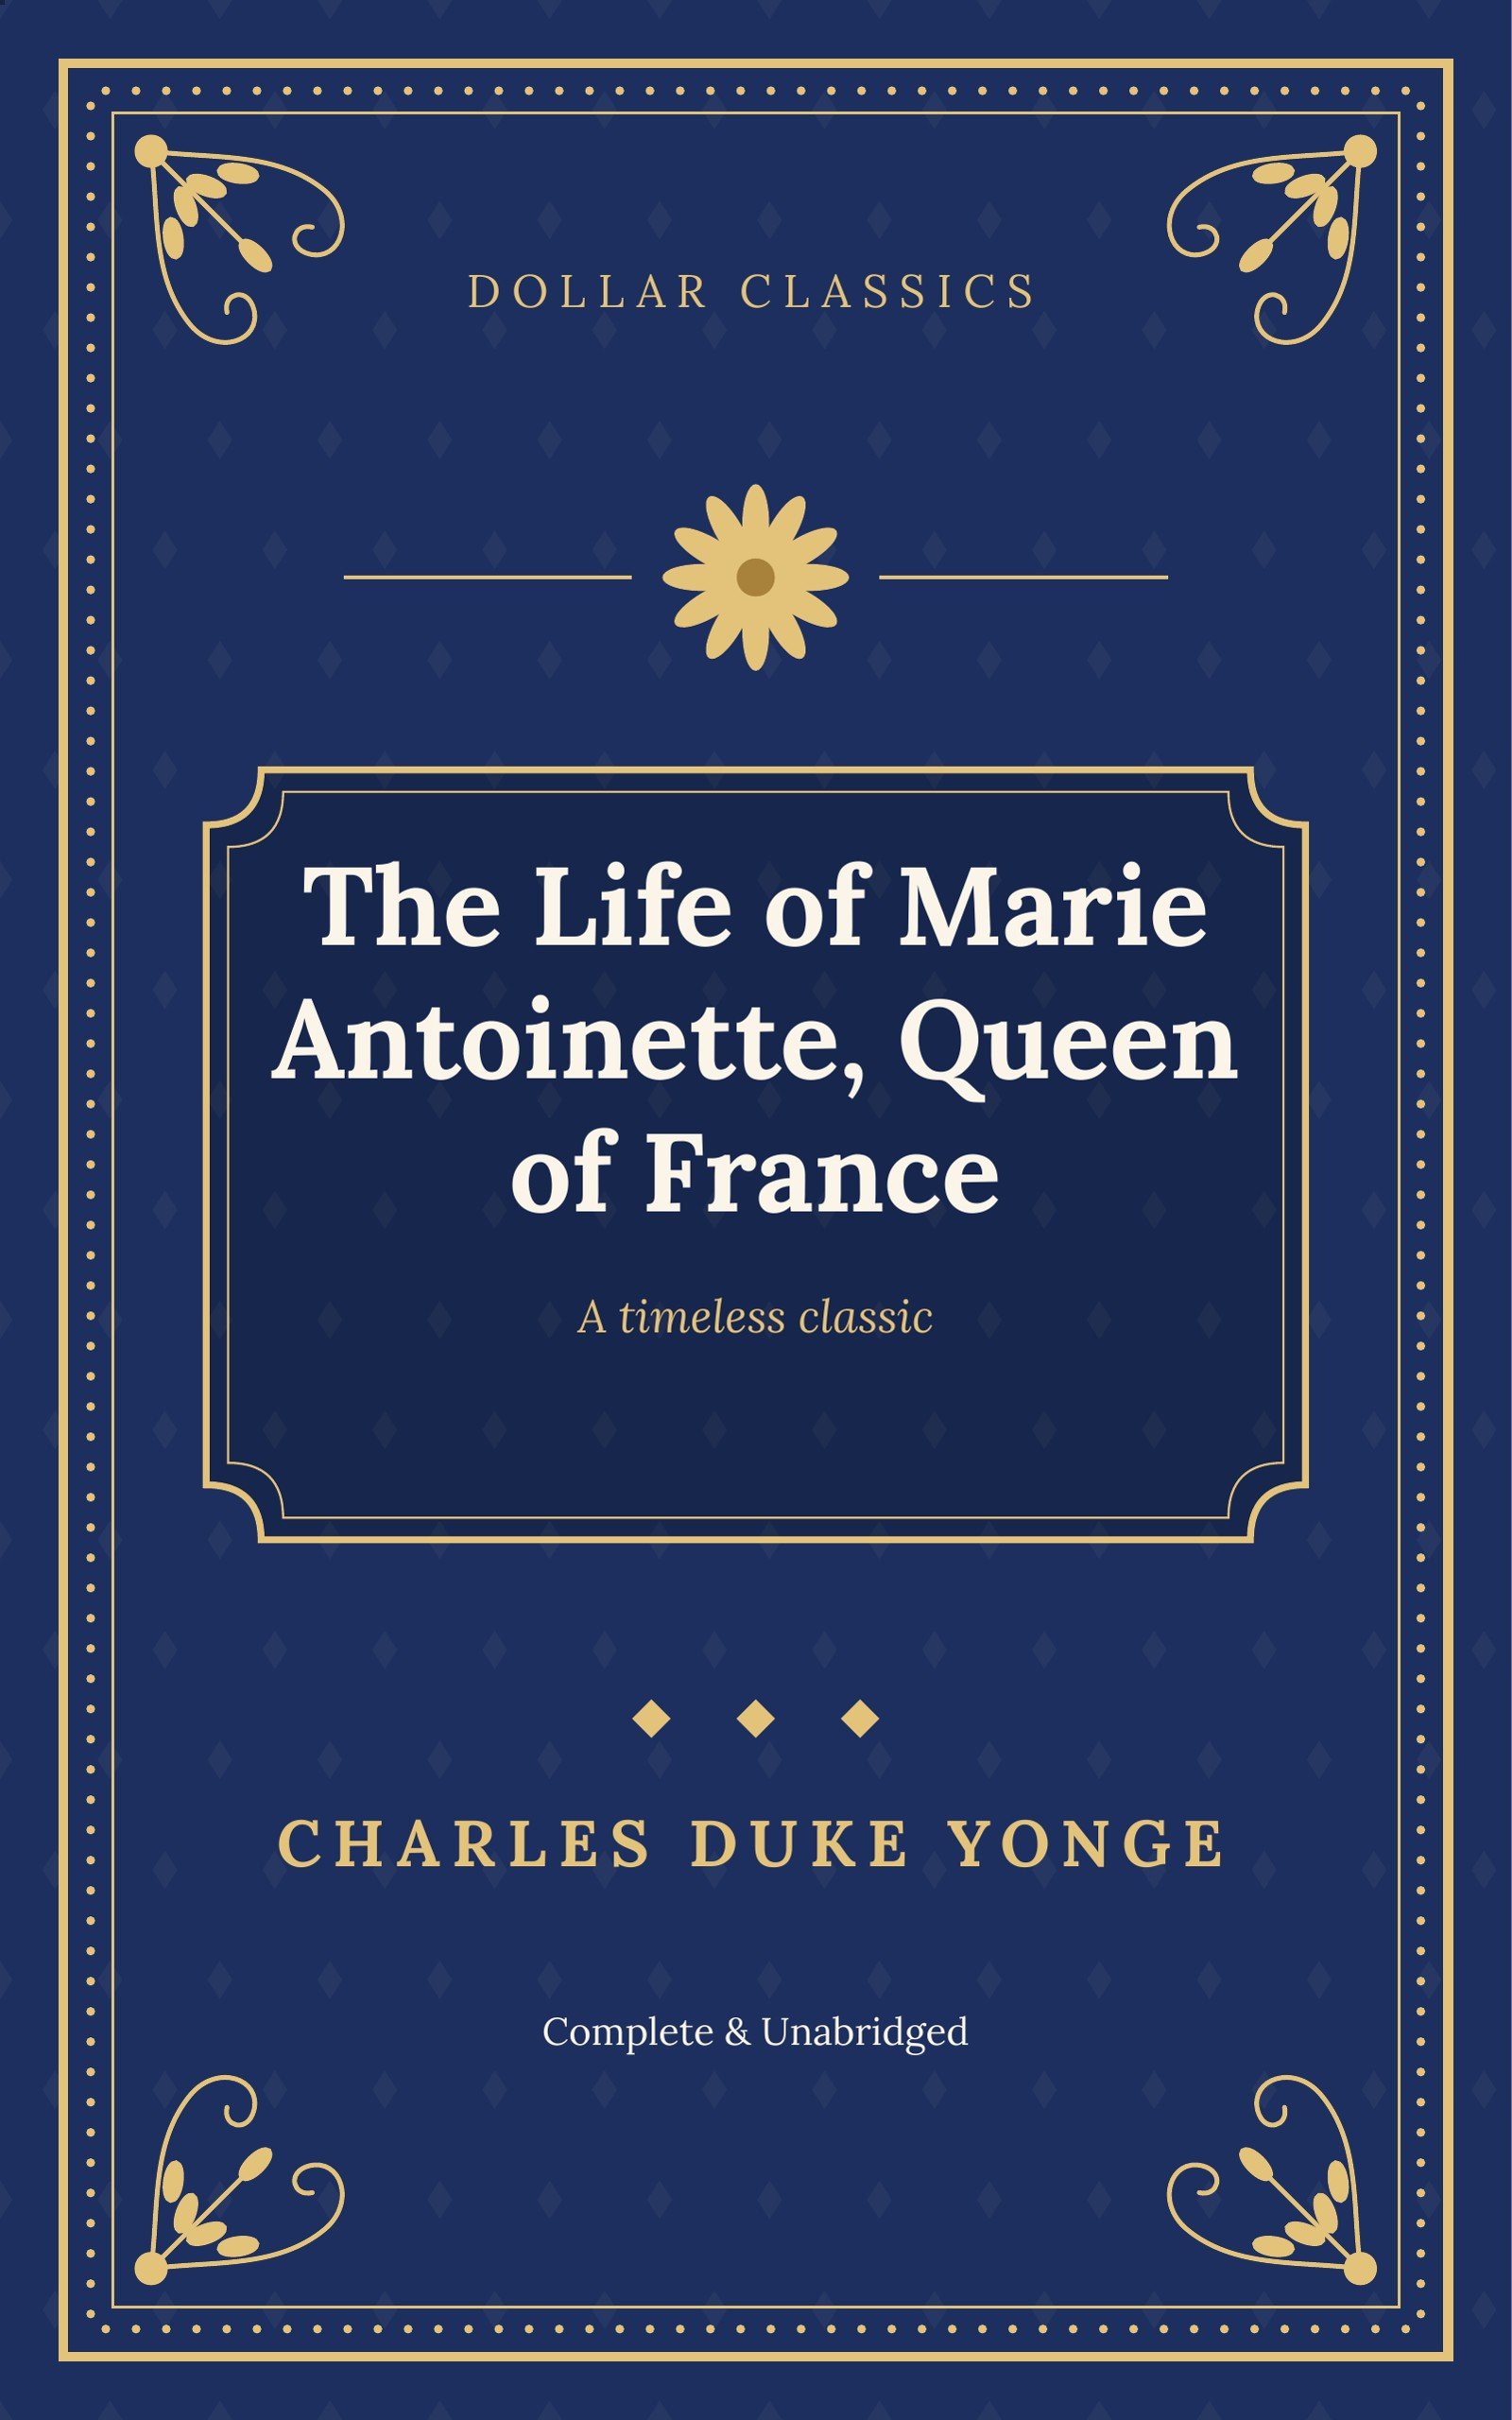 DOLLAR CLASSICS
The Life of Marie
Antoinette, Queen
of France
A timeless classic
CHARLES DUKE YONGE
Complete & Unabridged